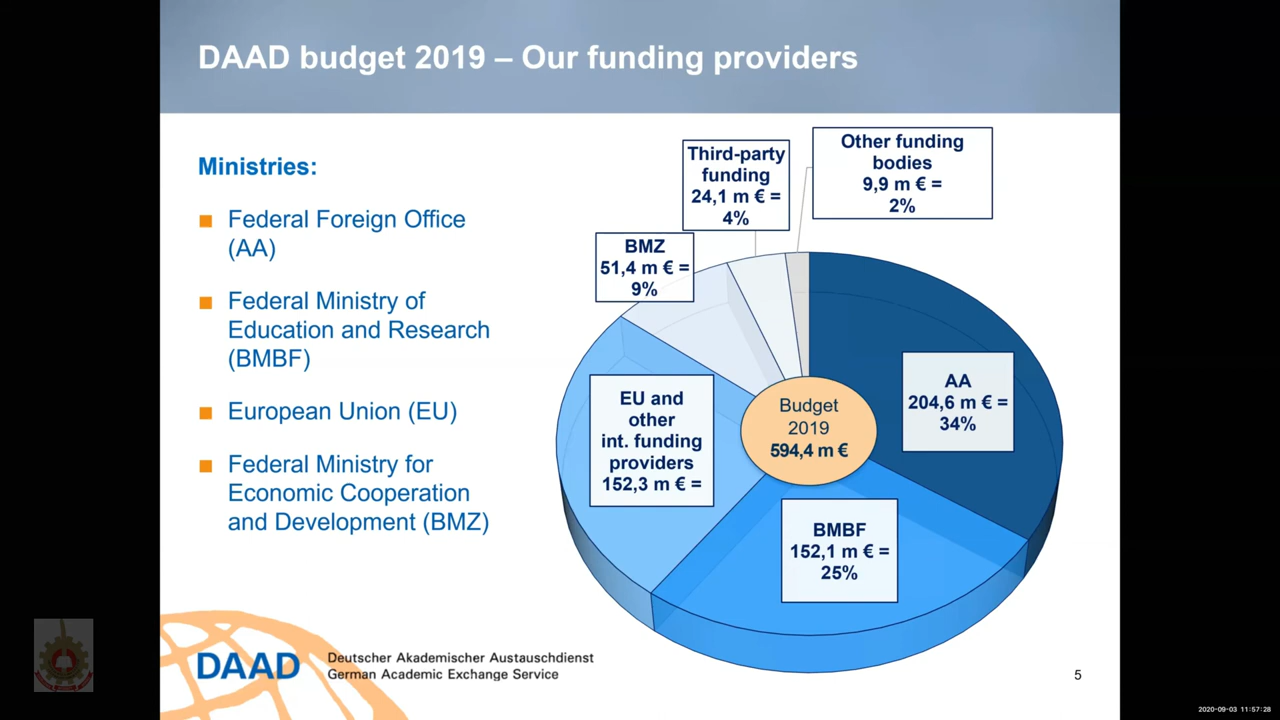 DAAD budget 2019 – Our funding providers
Ministries:
Federal Foreign Office
(AA)
Federal Ministry of
Education and Research
(BMBF)
European Union (EU)
Federal Ministry for
Economic Cooperation
and Development (BMZ)
Third-party
funding
24,1 m € =
4%
Other funding
bodies
9,9 m € =
2%
BMZ
51,4 m € =
9%
EU and
other
int. funding
providers
152,3 m € =
Budget
2019
594,4 m €
AA
204,6 m € =
34%
BMBF
152,1 m € =
25%
DAAD
Deutscher Akademischer Austauschdienst
German Academic Exchange Service
5
2020-09-03 11:57:28